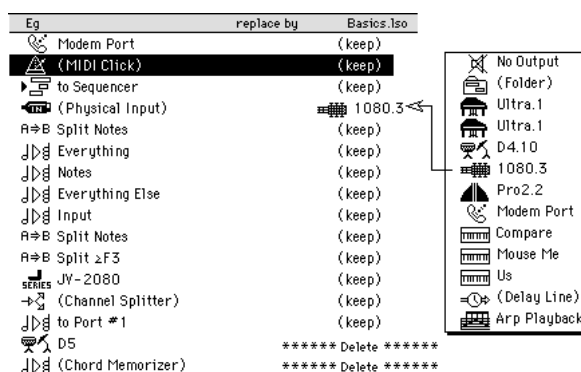 Eg replace by Basics.lso
Modem Port (keep)
(MIDI Click) (keep)
to Sequencer (keep)
(Physical Input) 1080.3
A⇒B Split Notes (keep)
Everything (keep)
Notes (keep)
Everything Else (keep)
Input (keep)
A⇒B Split Notes (keep)
A⇒B Split ≥F3 (keep)
J SERIES JV-2080 (keep)
(Channel Splitter) (keep)
to Port #1 (keep)
D5 ****** Delete ******
(Chord Memorizer) ****** Delete ******
No Output
(Folder)
Ultra.1
Ultra.1
D4.10
1080.3
Pro2.2
Modem Port
Compare
Mouse Me
Us
(Delay Line)
Arp Playback